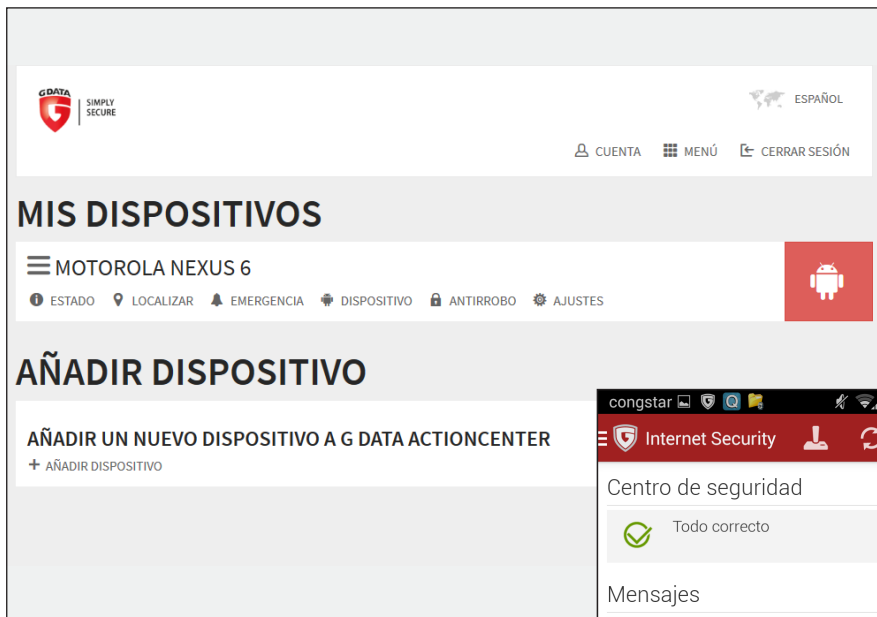 G DATA
SIMPLY
SECURE
ESPAÑOL
CUENTA MENÚ CERRAR SESIÓN
MIS DISPOSITIVOS
MOTOROLA NEXUS 6
ESTADO LOCALIZAR EMERGENCIA DISPOSITIVO ANTIRROBO AJUSTES
AÑADIR DISPOSITIVO
AÑADIR UN NUEVO DISPOSITIVO A G DATA ACTIONCENTER
+ AÑADIR DISPOSITIVO
congstar
Internet Security
Centro de seguridad
Todo correcto
Mensajes